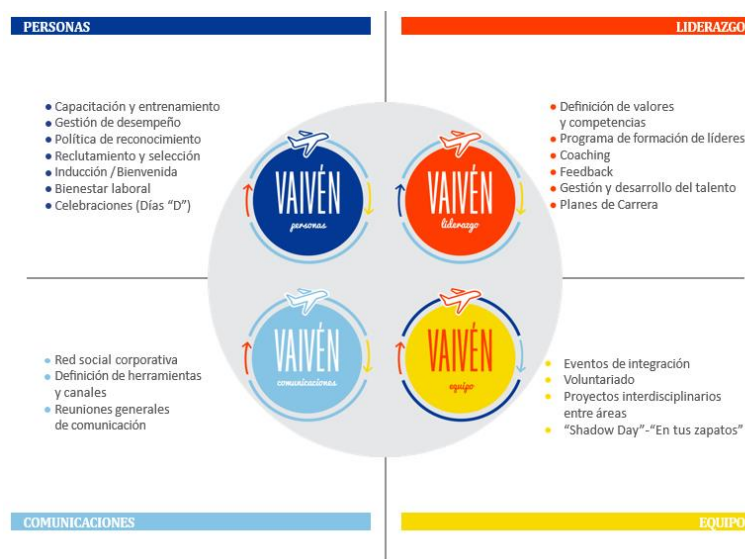 PERSONAS
Capacitación y entrenamiento
Gestión de desempeño
Política de reconocimiento
Reclutamiento y selección
Inducción /Bienvenida
Bienestar laboral
Celebraciones (Días "D")
LIDERAZGO
Definición de valores
y competencias
Programa de formación de líderes
Coaching
Feedback
Gestión y desarrollo del talento
Planes de Carrera
VAIVÉN
personas
VAIVÉN
liderazgo
VAIVÉN
comunicaciones
VAIVÉN
equipo
Red social corporativa
Definición de herramientas
y canales
Reuniones generales
de comunicación
COMUNICACIONES
Eventos de integración
Voluntariado
Proyectos interdisciplinarios
entre áreas
"Shadow Day"-"En tus zapatos"
EQUIPO